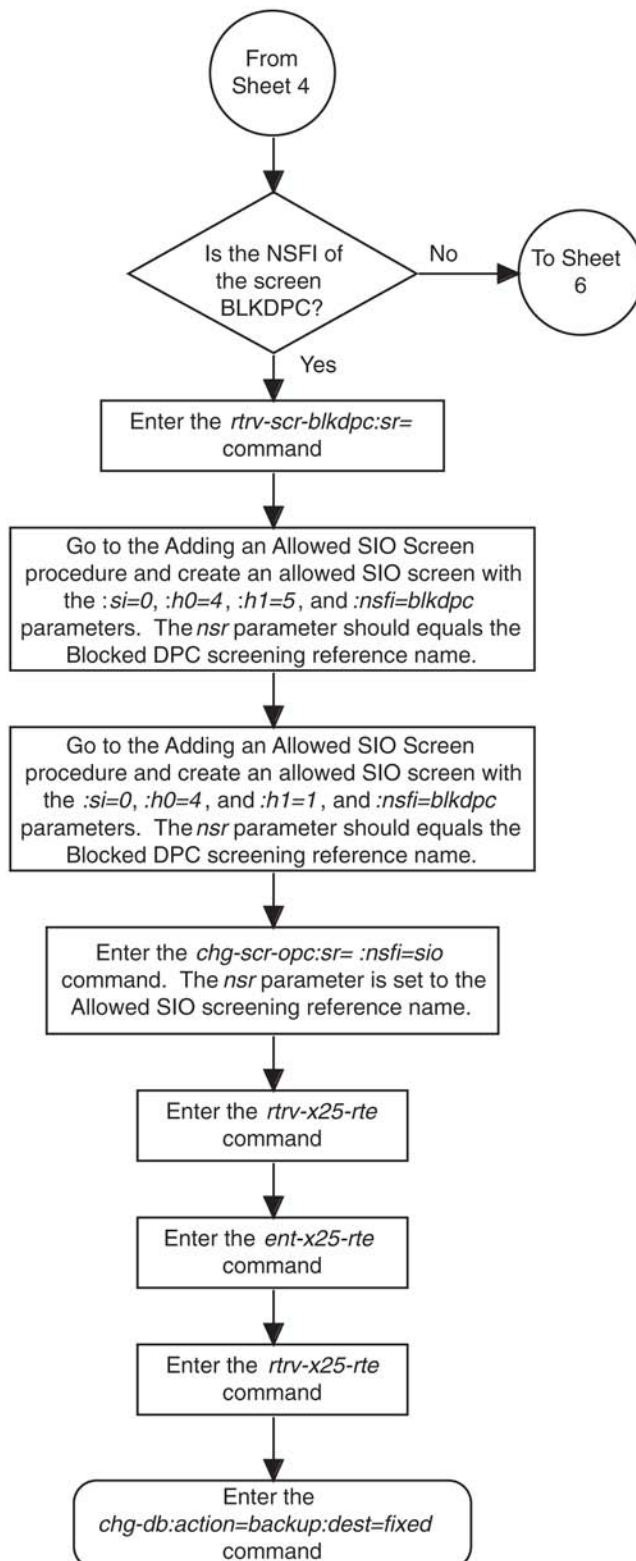 From
Sheet 4
Is the NSFI of
the screen
BLKDPC?
No
To Sheet
6
Yes
Enter the rtrv-scr-blkdpc:sr=
command
Go to the Adding an Allowed SIO Screen
procedure and create an allowed SIO screen with
the :si=0, :h0=4, :h1=5, and :nsfi=blkdpc
parameters. The nsr parameter should equals the
Blocked DPC screening reference name.
Go to the Adding an Allowed SIO Screen
procedure and create an allowed SIO screen with
the :si=0, :h0=4, and :h1=1, and :nsfi=blkdpc
parameters. The nsr parameter should equals the
Blocked DPC screening reference name.
Enter the chg-scr-opc:sr= :nsfi=sio
command. The nsr parameter is set to the
Allowed SIO screening reference name.
Enter the rtrv-x25-rte
command
Enter the ent-x25-rte
command
Enter the rtrv-x25-rte
command
Enter the
chg-db:action=backup:dest=fixed
command